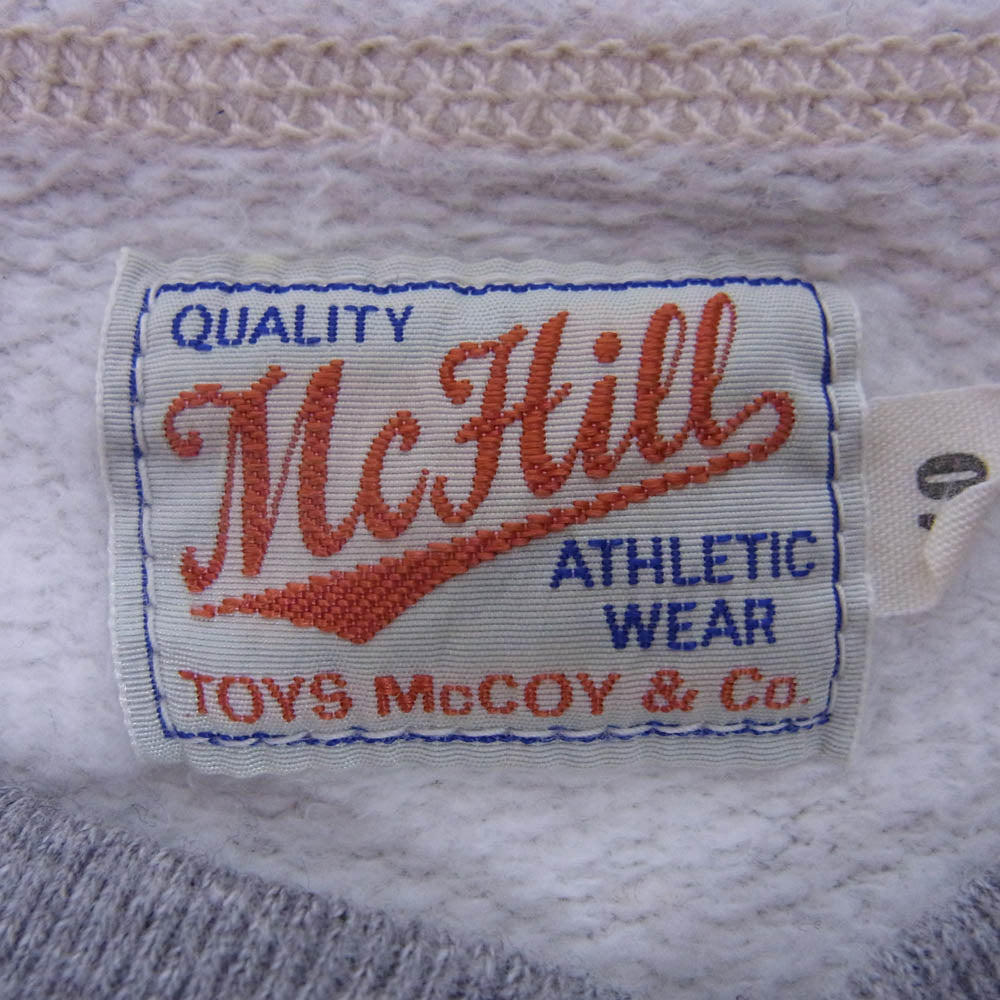 QUALITY
McHill
ATHLETIC
WEAR
TOYS McCOY & Co.